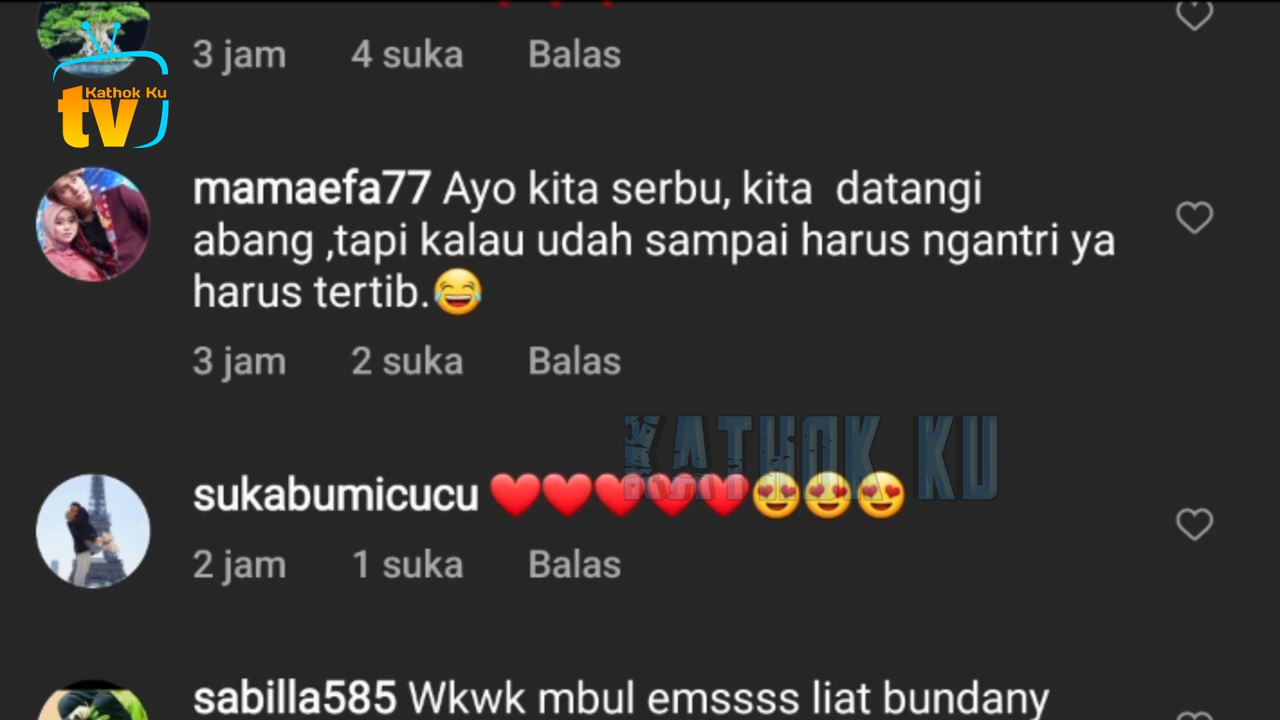 3 jam 4 suka Balas
Kathok Ku
tv
mamaefa77 Ayo kita serbu, kita datangi
abang ,tapi kalau udah sampai harus ngantri ya
harus tertib.😂
3 jam 2 suka Balas
KATHOK KU
sukabumicucu ❤️❤️❤️❤️❤️😍😍😍
2 jam 1 suka Balas
sabilla585 Wkwk mbul emssss liat bundany